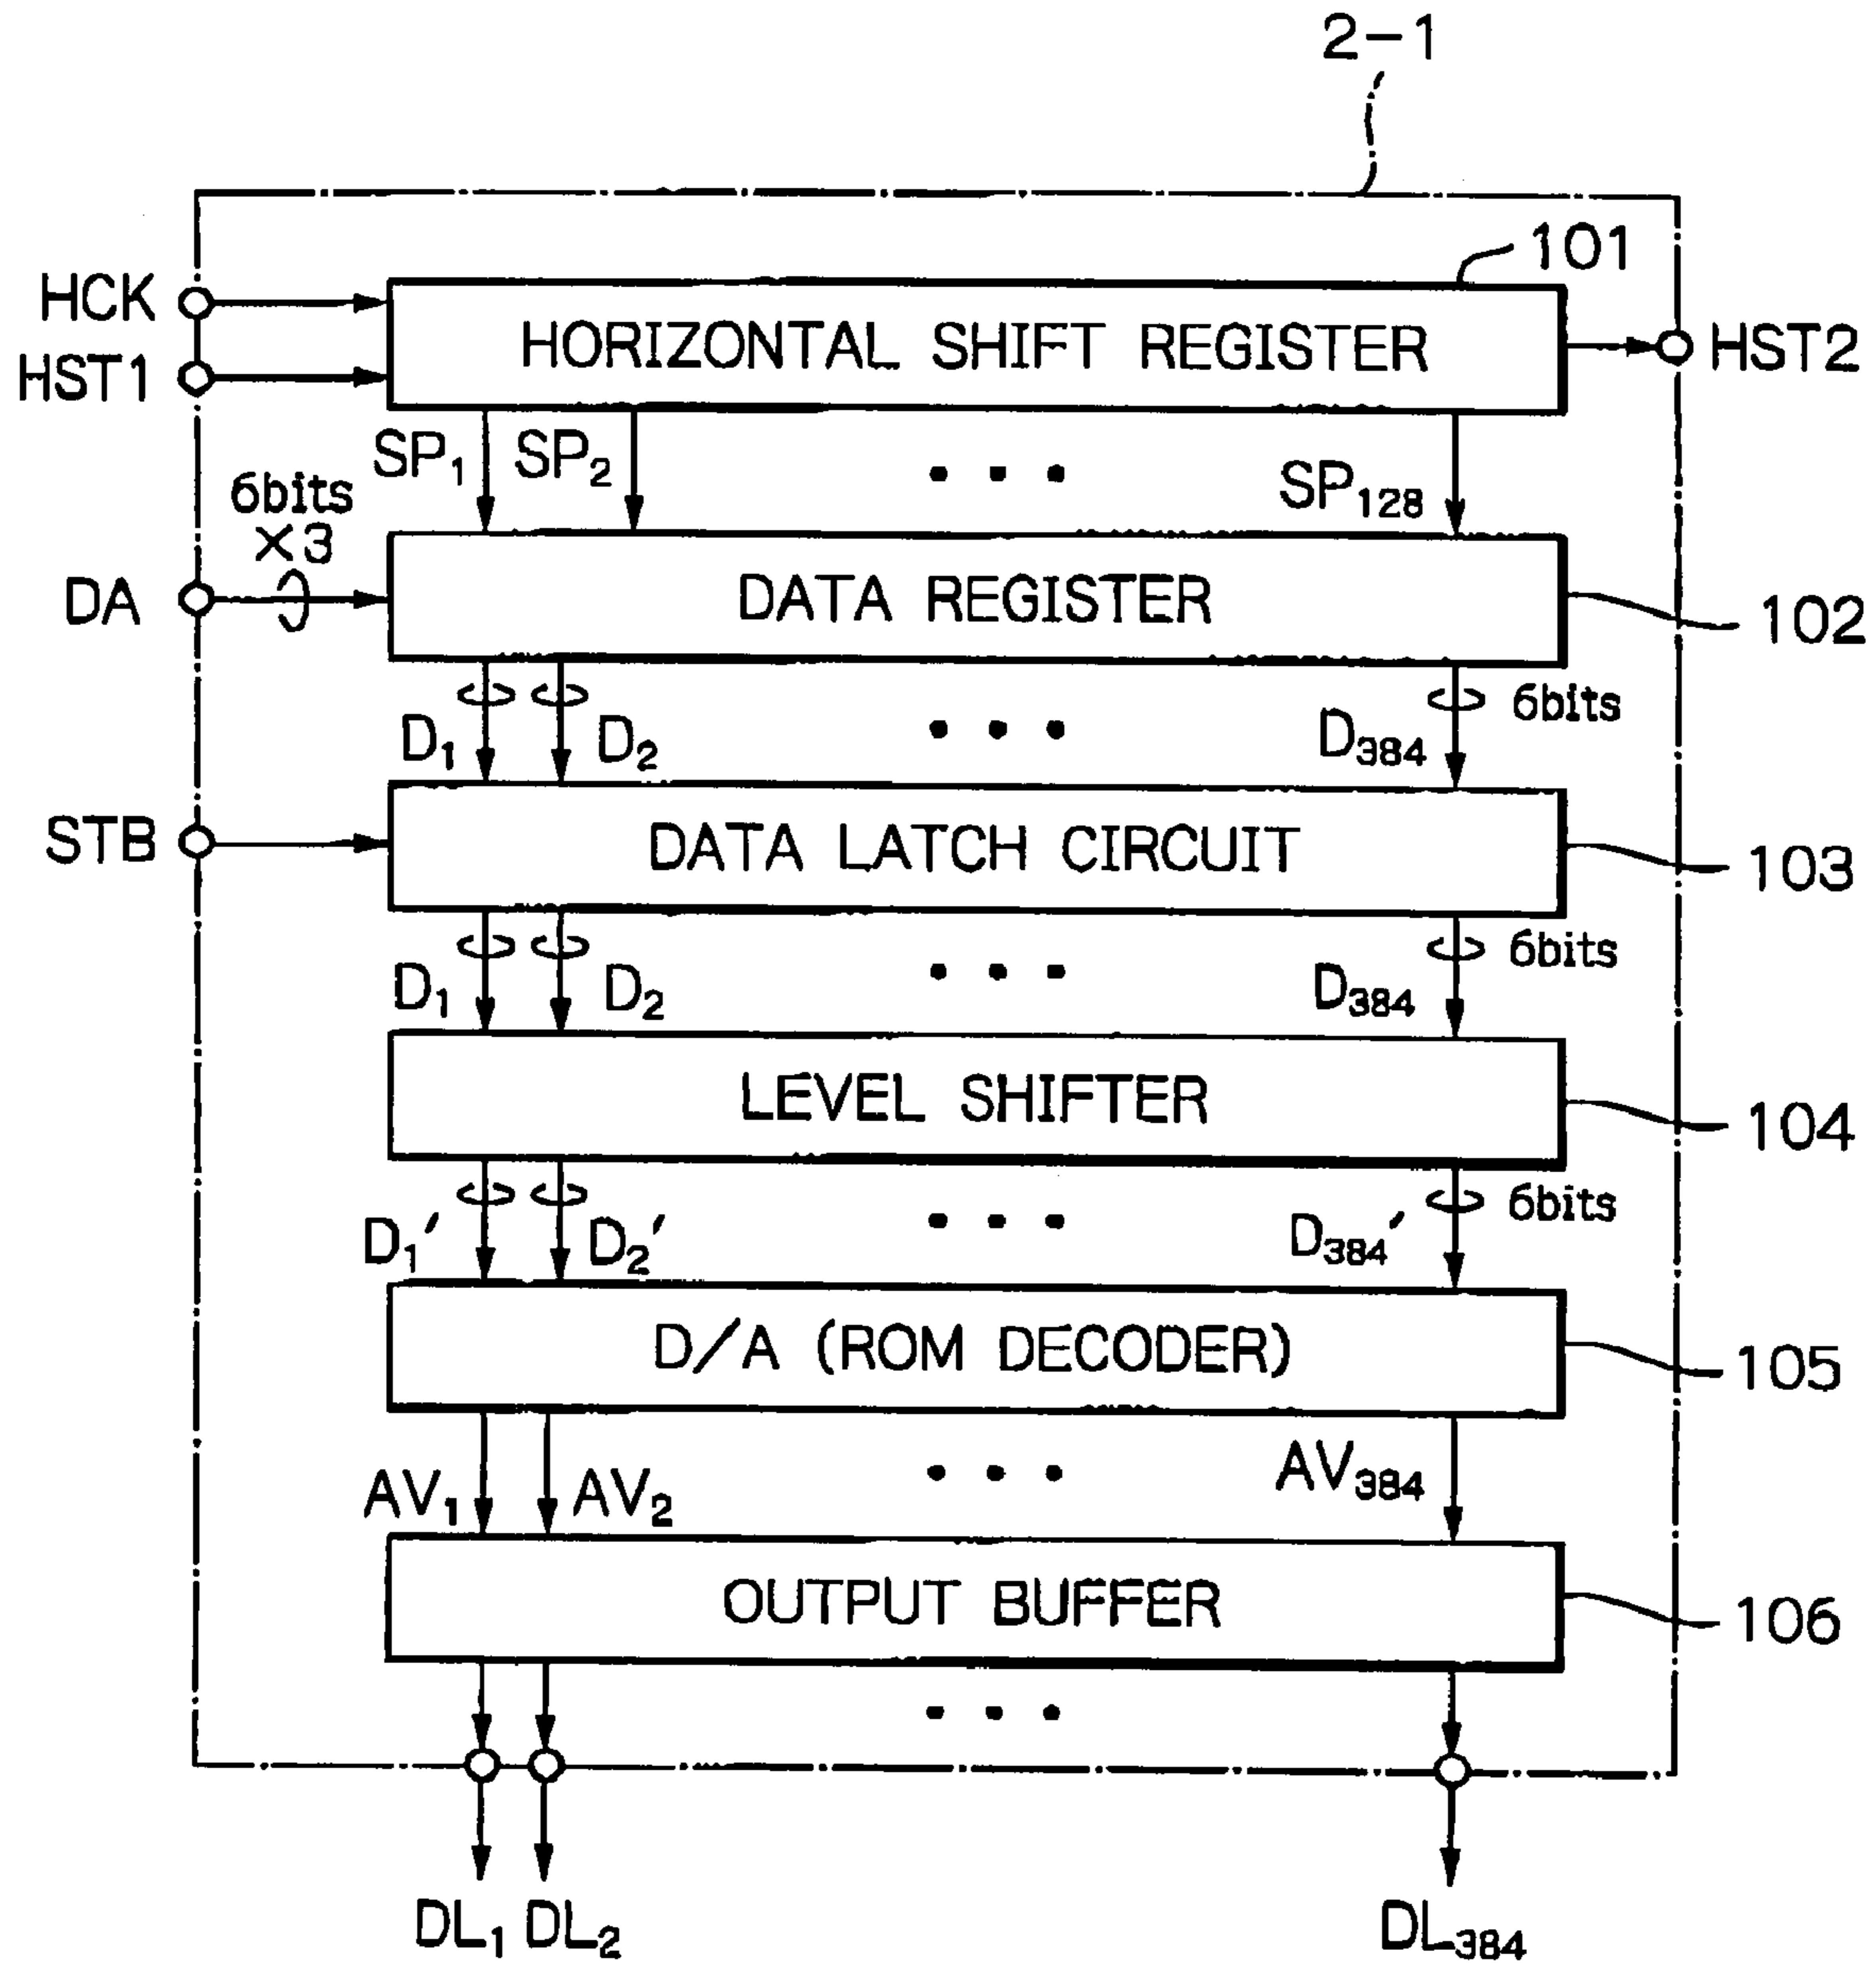 2-1
101
HCK
HORIZONTAL SHIFT REGISTER
HST2
HST1
SP1 SP2 • • • SP128
6bits
×3
DA
DATA REGISTER
102
D1 D2 • • • D384 6bits
STB
DATA LATCH CIRCUIT
103
D1 D2 • • • D384 6bits
LEVEL SHIFTER
104
D1′ D2′ • • • D384′ 6bits
D/A (ROM DECODER)
105
AV1 AV2 • • • AV384
OUTPUT BUFFER
106
• • •
DL1 DL2 DL384